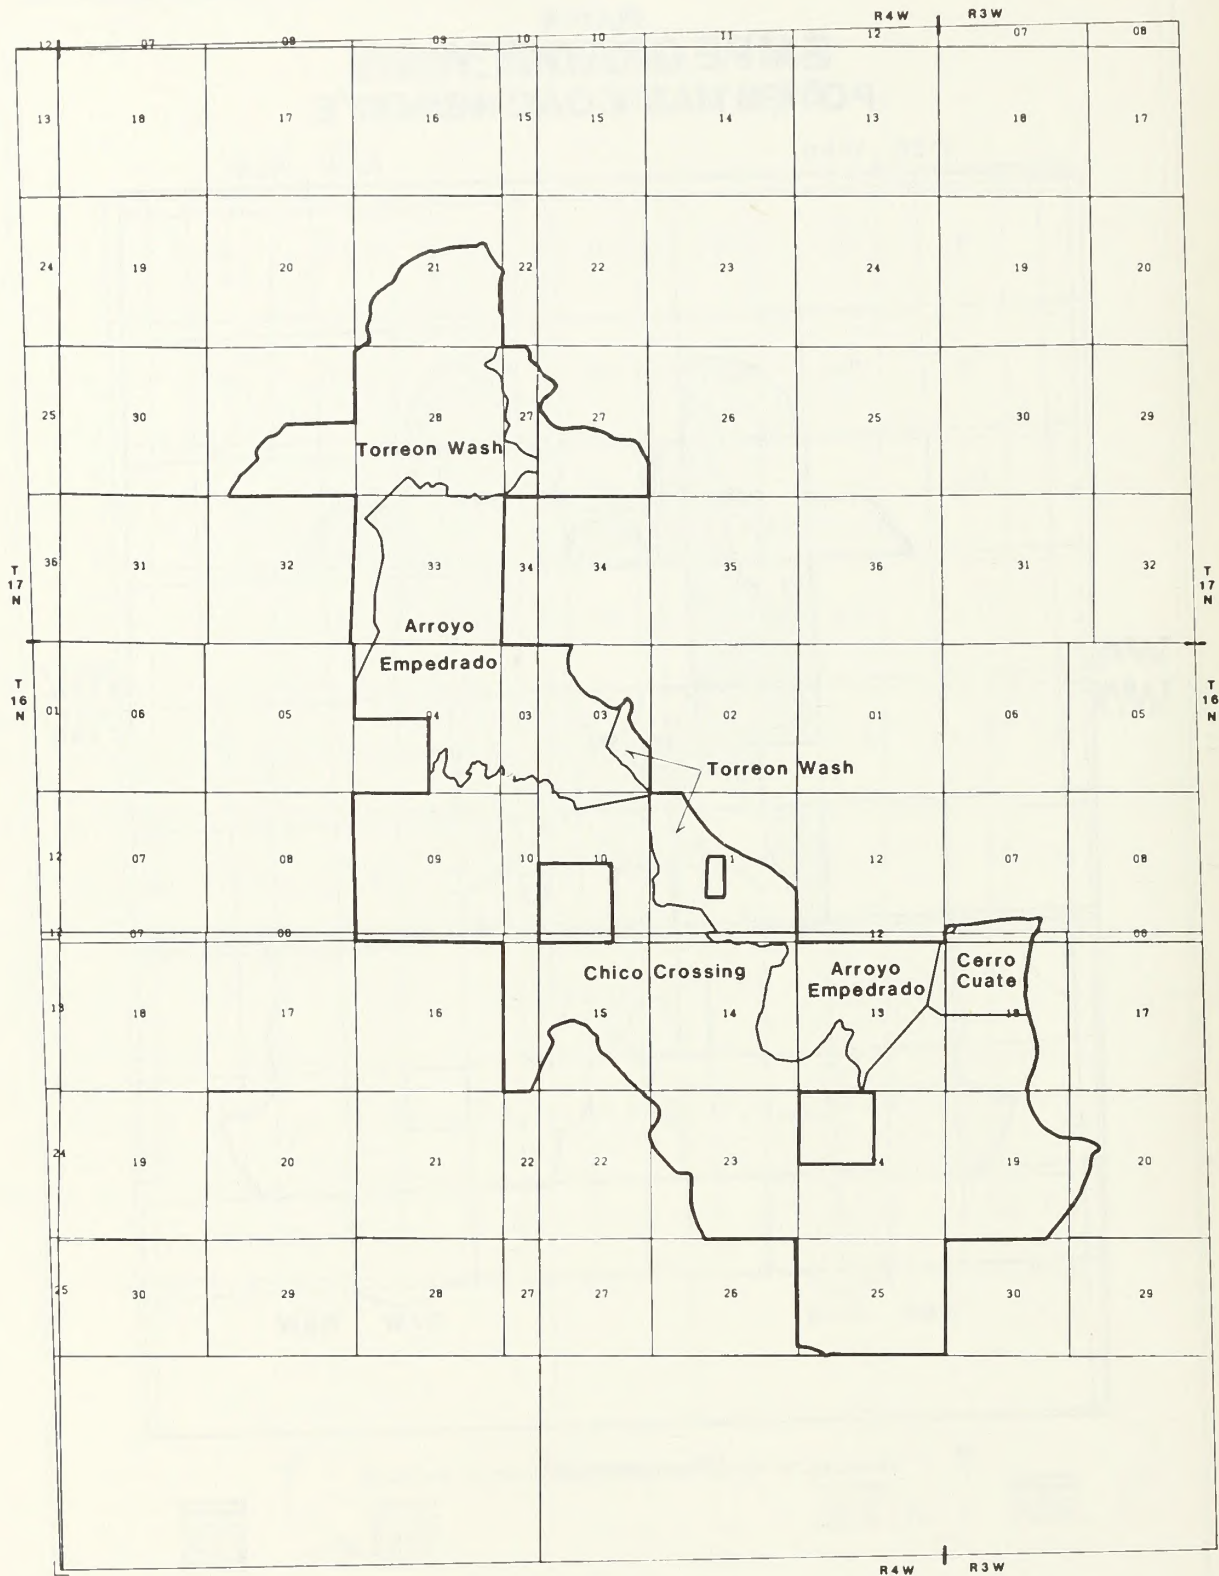 R4W R3W
12 07 08 09 10 10 11 12 07 08
13 18 17 16 15 15 14 13 18 17
24 19 20 21 22 22 23 24 19 20
25 30 28 27 27 26 25 30 29
Torreon Wash
T 17 N 36 31 32 33 34 34 35 36 31 32 T 17 N
Arroyo
Empedrado
T 16 N 01 06 05 04 03 03 02 01 06 05 T 16 N
Torreon Wash
12 07 08 09 10 10 1 12 07 08
12 07 08 12 08
Chico Crossing
Arroyo
Empedrado
Cerro
Cuate
13 18 17 16 15 14 13 18 17
24 19 20 21 22 22 23 4 19 20
25 30 29 28 27 27 26 25 30 29
R4W R3W